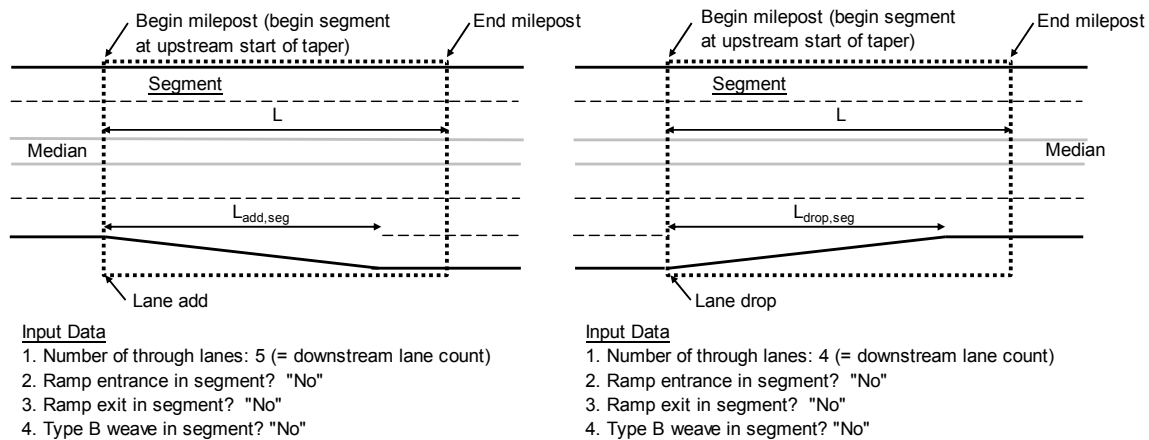 Begin milepost (begin segment
at upstream start of taper)
End milepost
Segment
L
Median
Ladd,seg
Lane add
Input Data
1. Number of through lanes: 5 (= downstream lane count)
2. Ramp entrance in segment? "No"
3. Ramp exit in segment? "No"
4. Type B weave in segment? "No"
Begin milepost (begin segment
at upstream start of taper)
End milepost
Segment
L
Median
Ldrop,seg
Lane drop
Input Data
1. Number of through lanes: 4 (= downstream lane count)
2. Ramp entrance in segment? "No"
3. Ramp exit in segment? "No"
4. Type B weave in segment? "No"